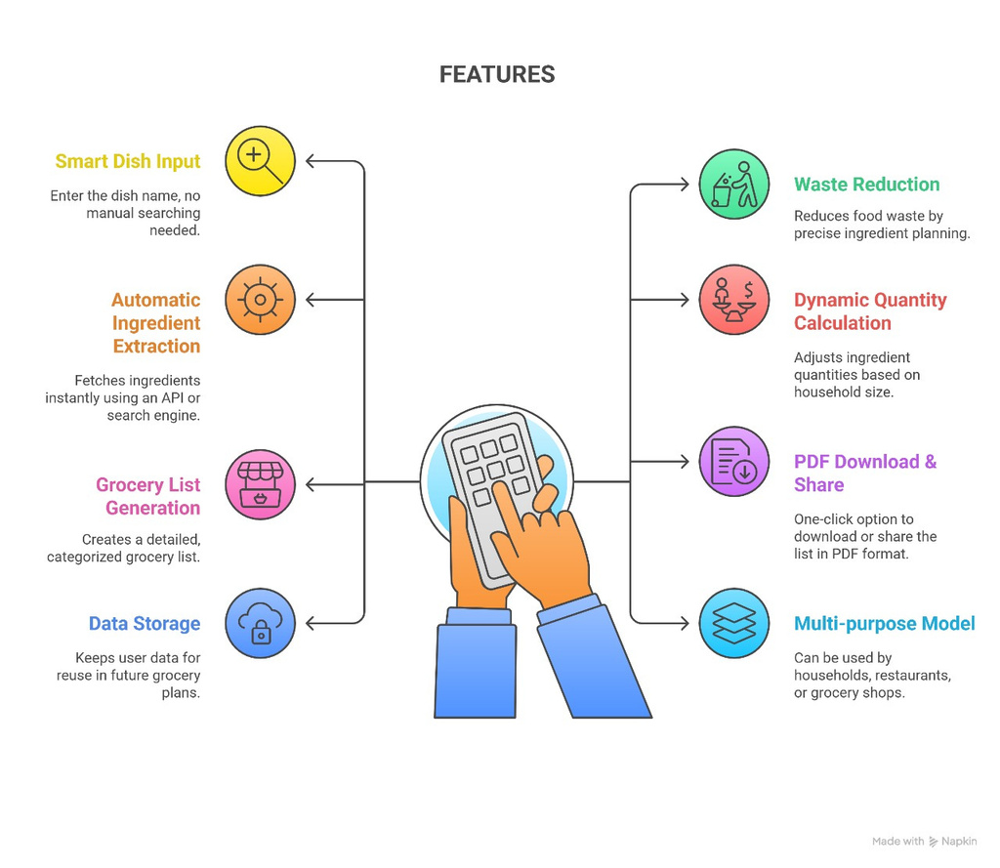 FEATURES
Smart Dish Input
Enter the dish name, no
manual searching
needed.
Automatic
Ingredient
Extraction
Fetches ingredients
instantly using an API or
search engine.
Grocery List
Generation
Creates a detailed,
categorized grocery list.
Data Storage
Keeps user data for
reuse in future grocery
plans.
Waste Reduction
Reduces food waste by
precise ingredient planning.
Dynamic Quantity
Calculation
Adjusts ingredient
quantities based on
household size.
PDF Download &
Share
One-click option to
download or share the
list in PDF format.
Multi-purpose Model
Can be used by
households, restaurants,
or grocery shops.
Made with Napkin